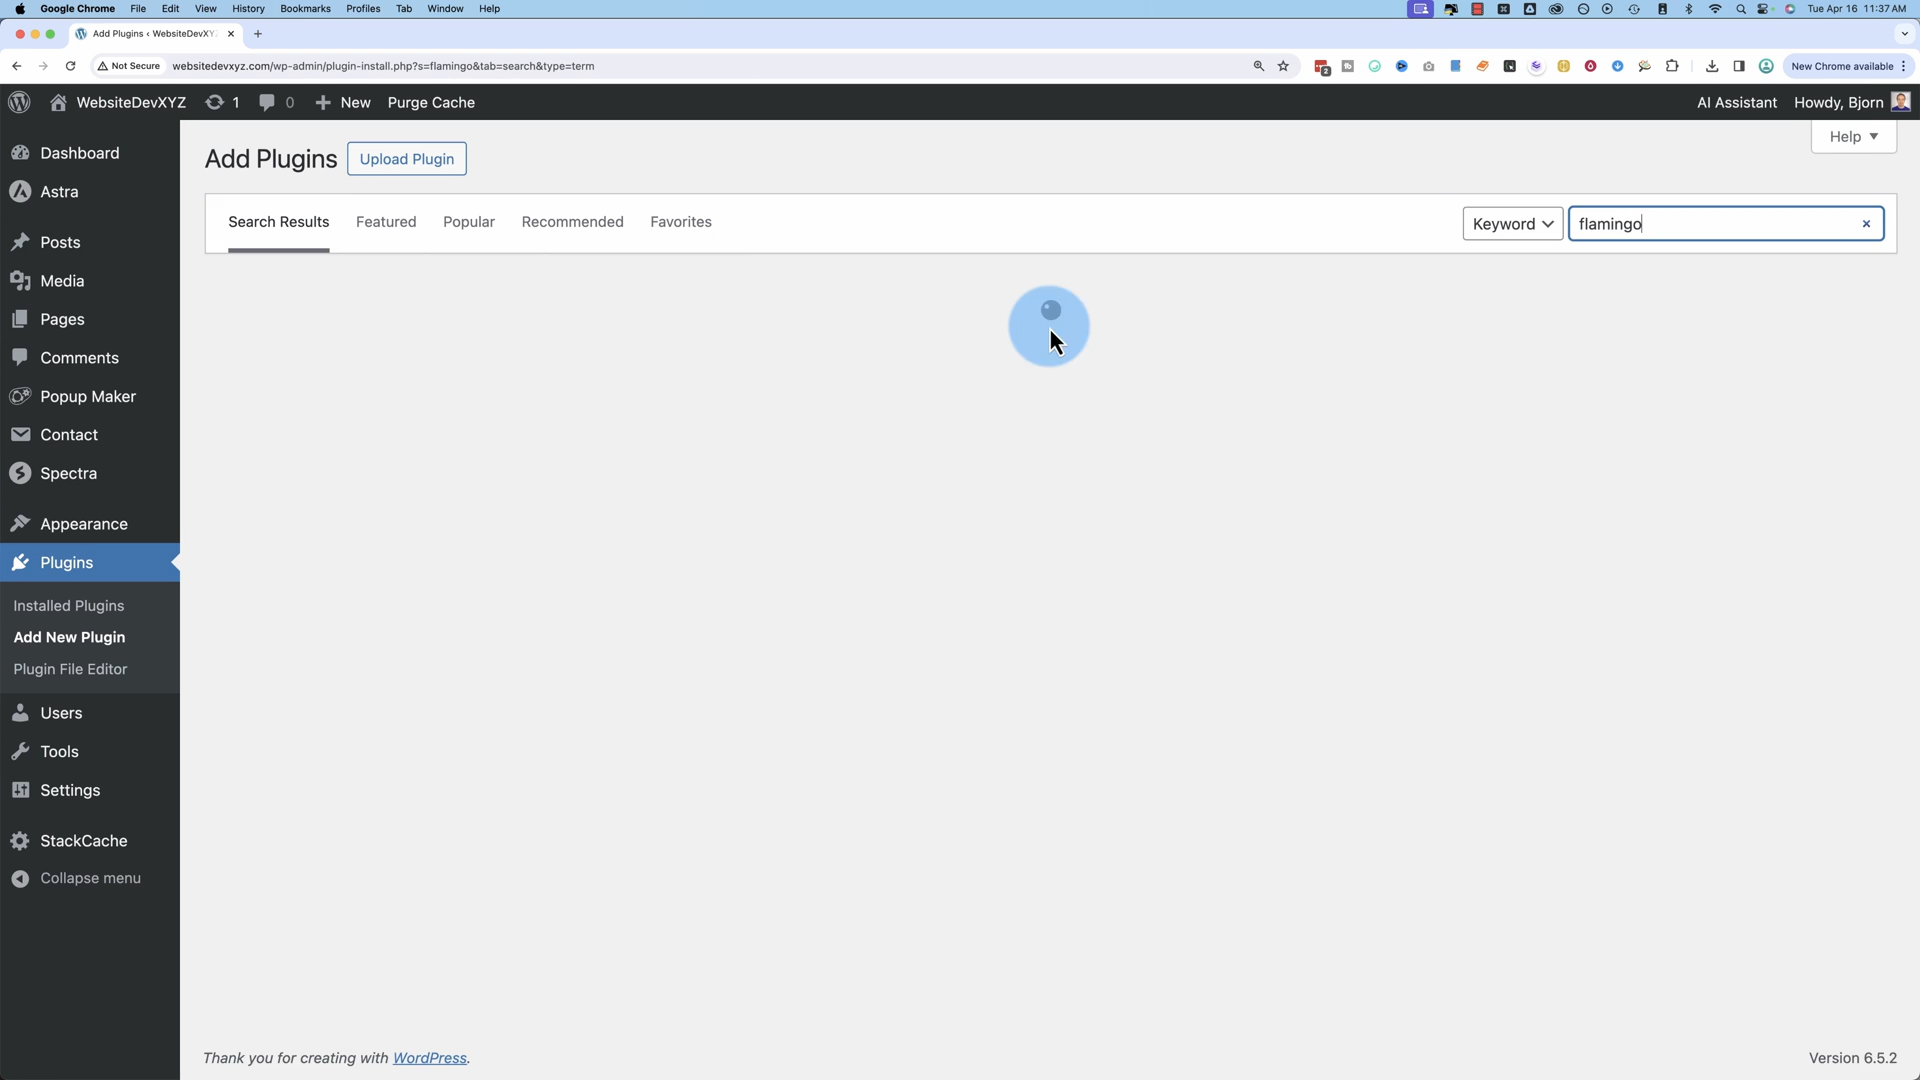 Google Chrome File Edit View History Bookmarks Profiles Tab Window Help Tue Apr 16 11:37 AM
Add Plugins ‹ WebsiteDevXY
Not Secure websitedevxyz.com/wp-admin/plugin-install.php?s=flamingo&tab=search&type=term 2 New Chrome available
WebsiteDevXYZ 1 0 New Purge Cache AI Assistant Howdy, Bjorn
Help
Dashboard
Astra
Posts
Media
Pages
Comments
Popup Maker
Contact
Spectra
Appearance
Plugins
Installed Plugins
Add New Plugin
Plugin File Editor
Users
Tools
Settings
StackCache
Collapse menu
Add Plugins Upload Plugin
Search Results Featured Popular Recommended Favorites Keyword flamingo
Thank you for creating with WordPress. Version 6.5.2